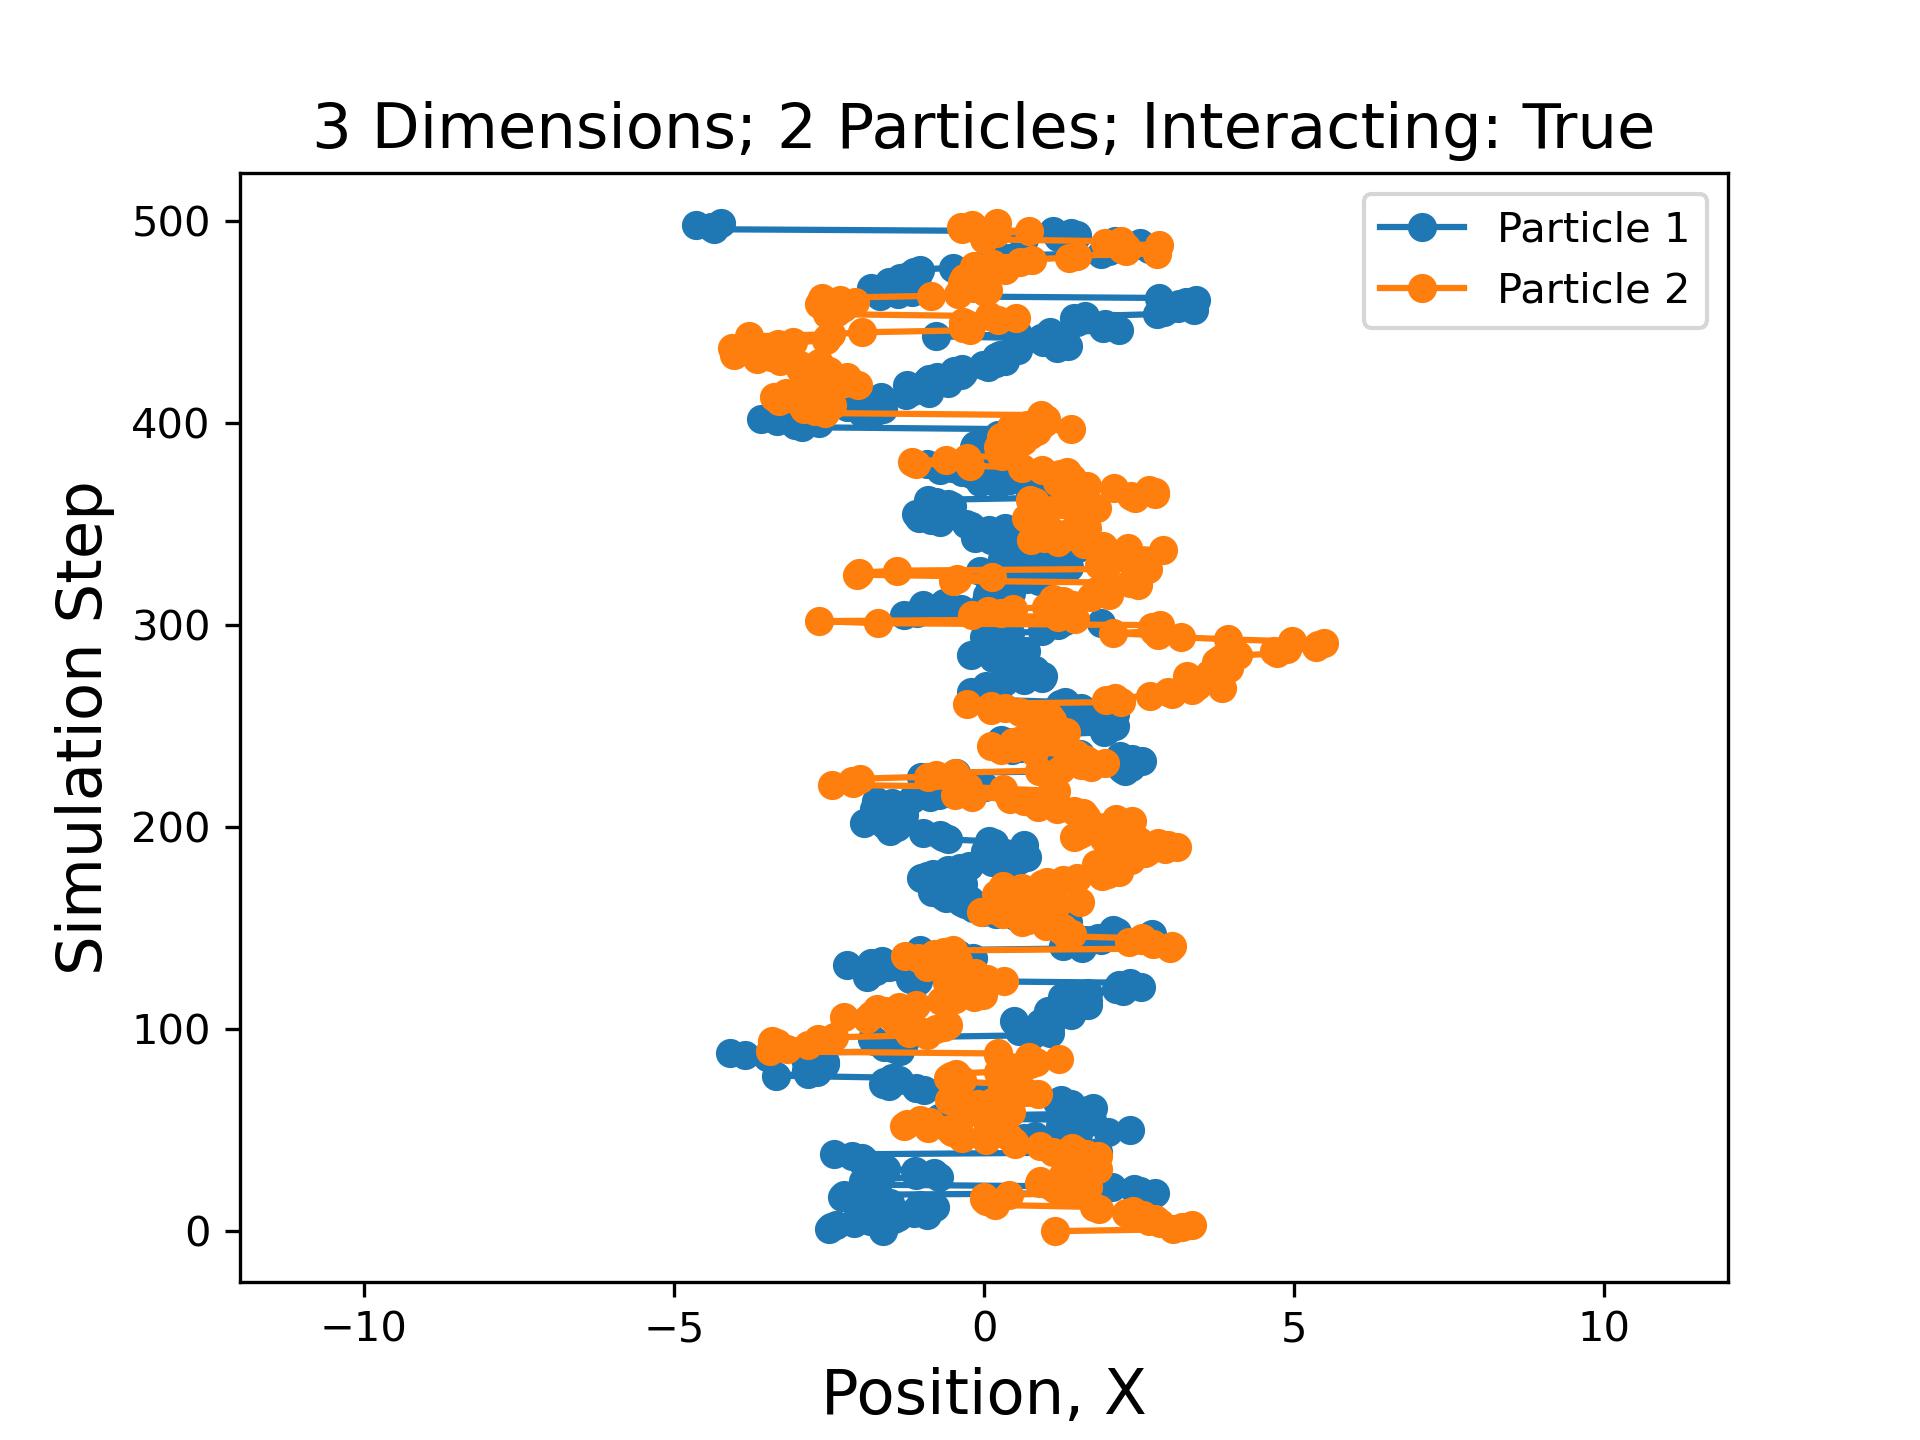 3 Dimensions; 2 Particles; Interacting: True
Particle 1
Particle 2
Simulation Step
500
400
300
200
100
0
−10
−5
0
5
10
Position, X